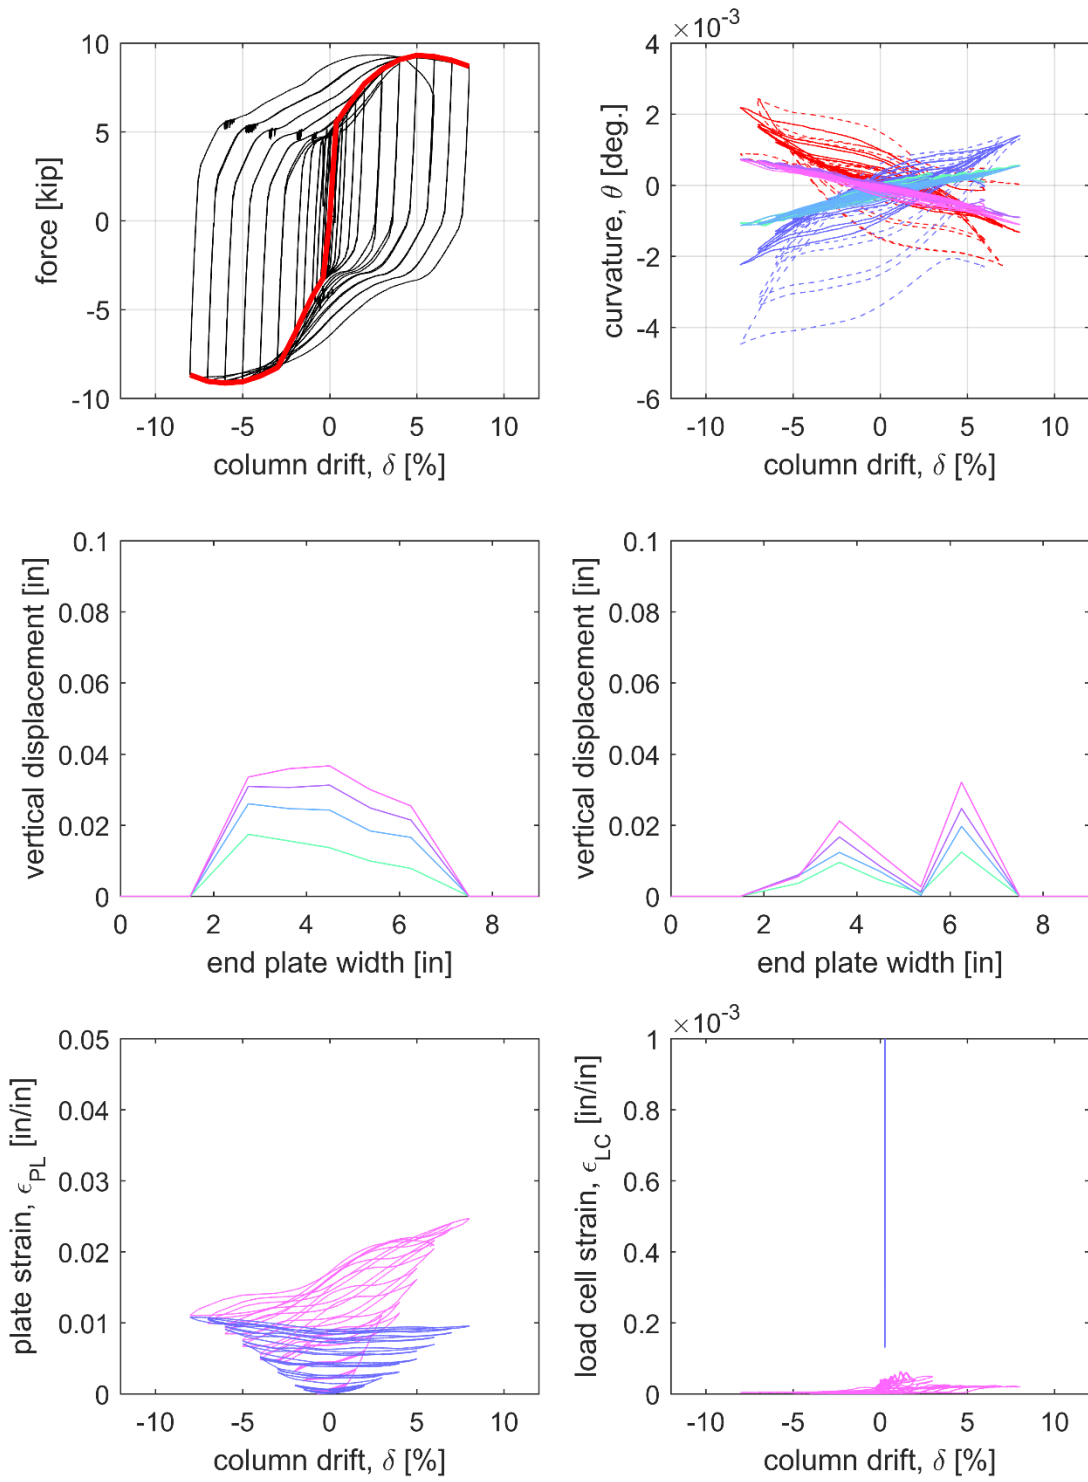 10
5
0
-5
-10
force [kip]
-10 -5 0 5 10
column drift, δ [%]
×10⁻³
4
2
0
-2
-4
-6
curvature, θ [deg.]
-10 -5 0 5 10
column drift, δ [%]
0.1
0.08
0.06
0.04
0.02
0
vertical displacement [in]
0 2 4 6 8
end plate width [in]
0.1
0.08
0.06
0.04
0.02
0
vertical displacement [in]
0 2 4 6 8
end plate width [in]
0.05
0.04
0.03
0.02
0.01
0
plate strain, ϵPL [in/in]
-10 -5 0 5 10
column drift, δ [%]
×10⁻³
1
0.8
0.6
0.4
0.2
0
load cell strain, ϵLC [in/in]
-10 -5 0 5 10
column drift, δ [%]